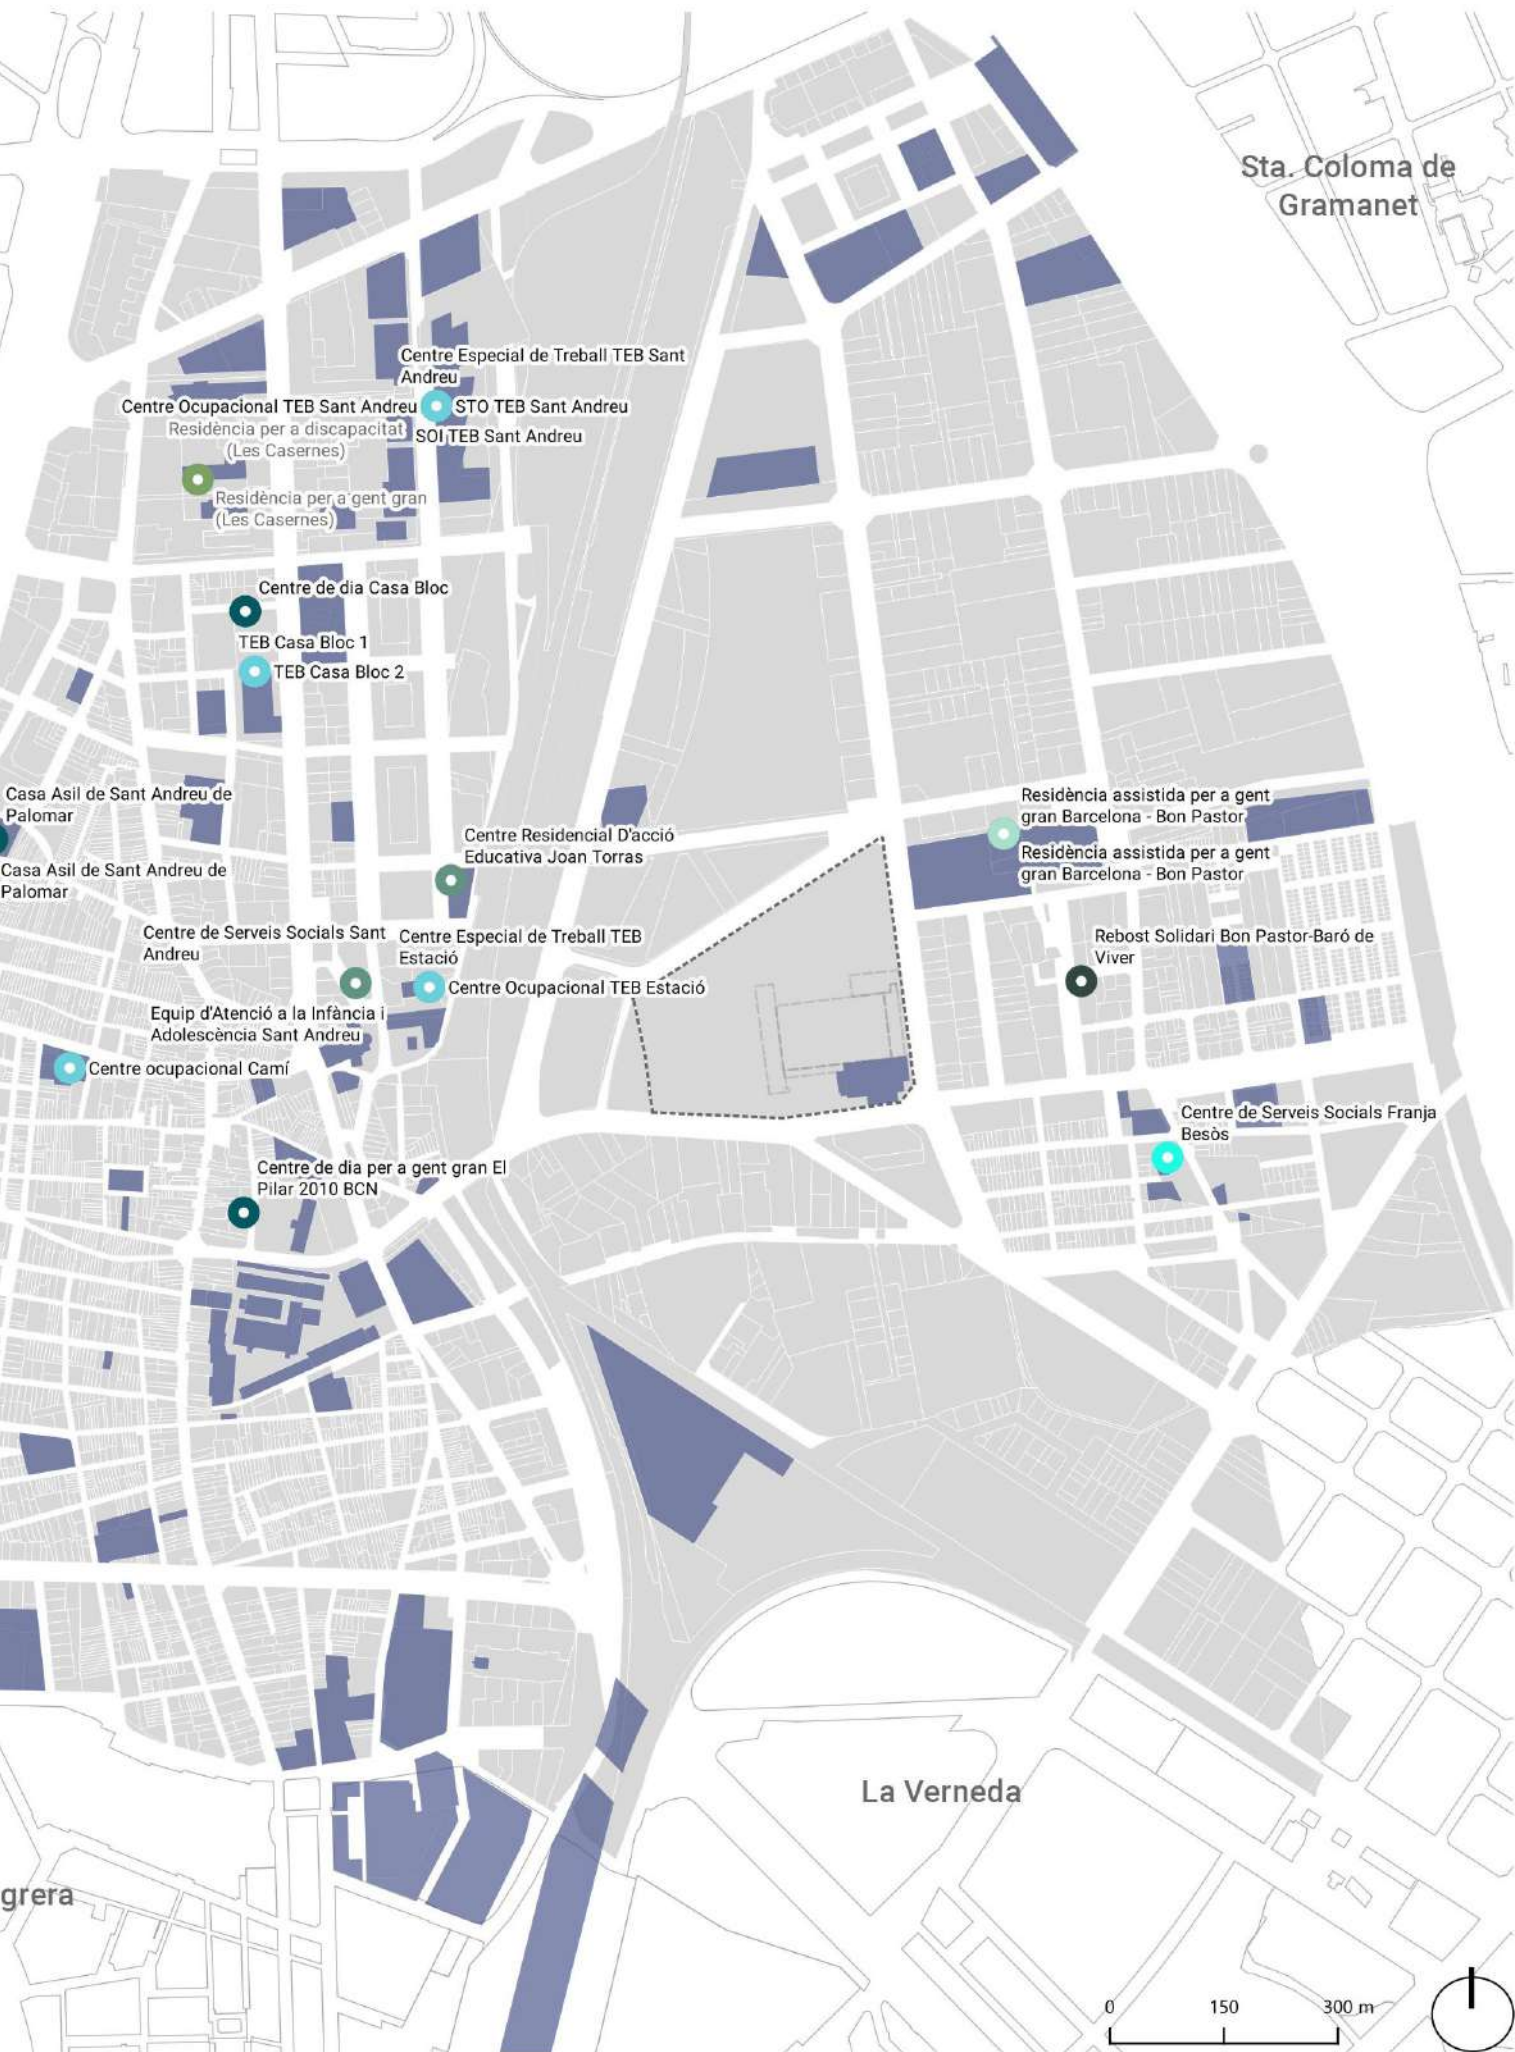 Sta. Coloma de
Gramanet
Centre Especial de Treball TEB Sant
Andreu
Centre Ocupacional TEB Sant Andreu
STO TEB Sant Andreu
Residència per a discapacitat
(Les Casernes)
SOI TEB Sant Andreu
Residència per a gent gran
(Les Casernes)
Centre de dia Casa Bloc
TEB Casa Bloc 1
TEB Casa Bloc 2
Casa Asil de Sant Andreu de
Palomar
Residència assistida per a gent
gran Barcelona - Bon Pastor
Centre Residencial D'acció
Educativa Joan Torras
Residència assistida per a gent
gran Barcelona - Bon Pastor
Casa Asil de Sant Andreu de
Palomar
Centre de Serveis Socials Sant
Andreu
Centre Especial de Treball TEB
Estació
Rebost Solidari Bon Pastor-Baró de
Viver
Centre Ocupacional TEB Estació
Equip d'Atenció a la Infància i
Adolescència Sant Andreu
Centre ocupacional Camí
Centre de Serveis Socials Franja
Besòs
Centre de dia per a gent gran El
Pilar 2010 BCN
La Verneda
grera
0 150 300 m